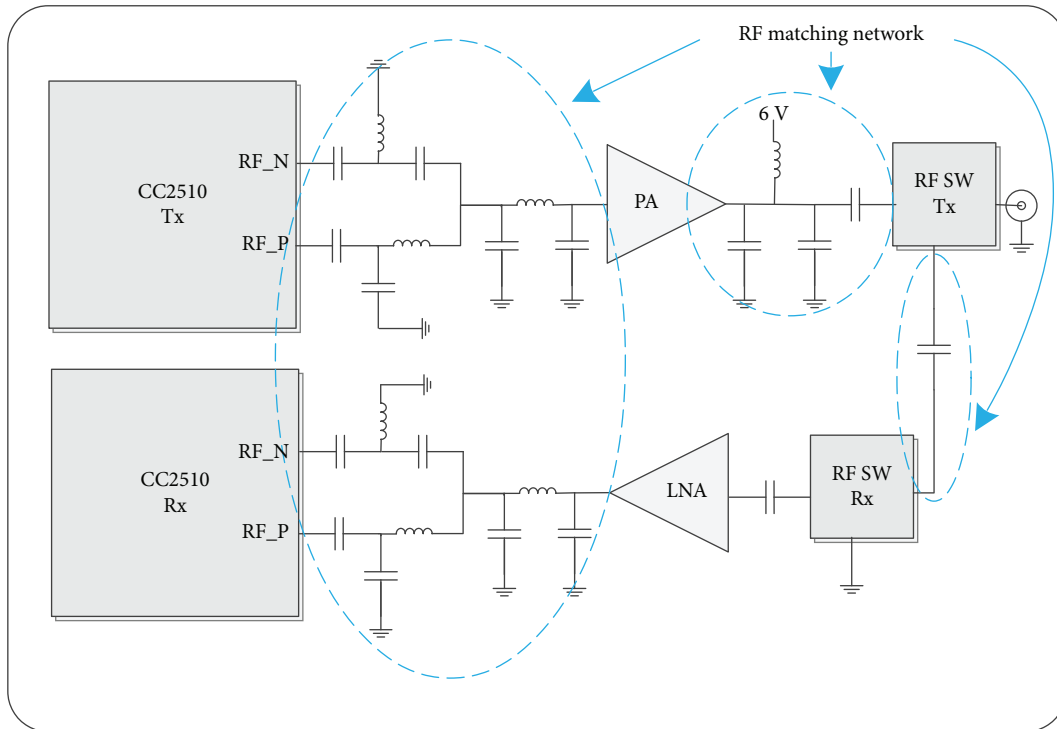 RF matching network
6 V
CC2510
Tx
RF_N
RF_P
PA
RF SW
Tx
CC2510
Rx
RF_N
RF_P
LNA
RF SW
Rx